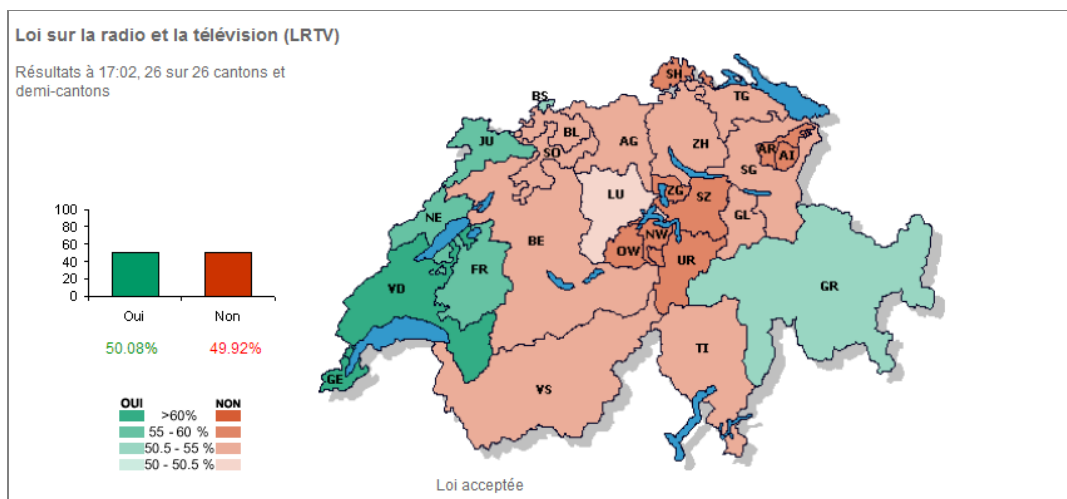 Loi sur la radio et la télévision (LRTV)
Résultats à 17:02, 26 sur 26 cantons et
demi-cantons
100
80
60
40
20
0
Oui
Non
50.08%
49.92%
OUI
NON
>60%
55 - 60 %
50.5 - 55 %
50 - 50.5 %
SH
BS
TG
BL
JU
AG
ZH
SO
AR
AI
SG
LU
ZG
SZ
NE
GL
BE
NW
OW
UR
FR
VD
GR
TI
GE
VS
Loi acceptée